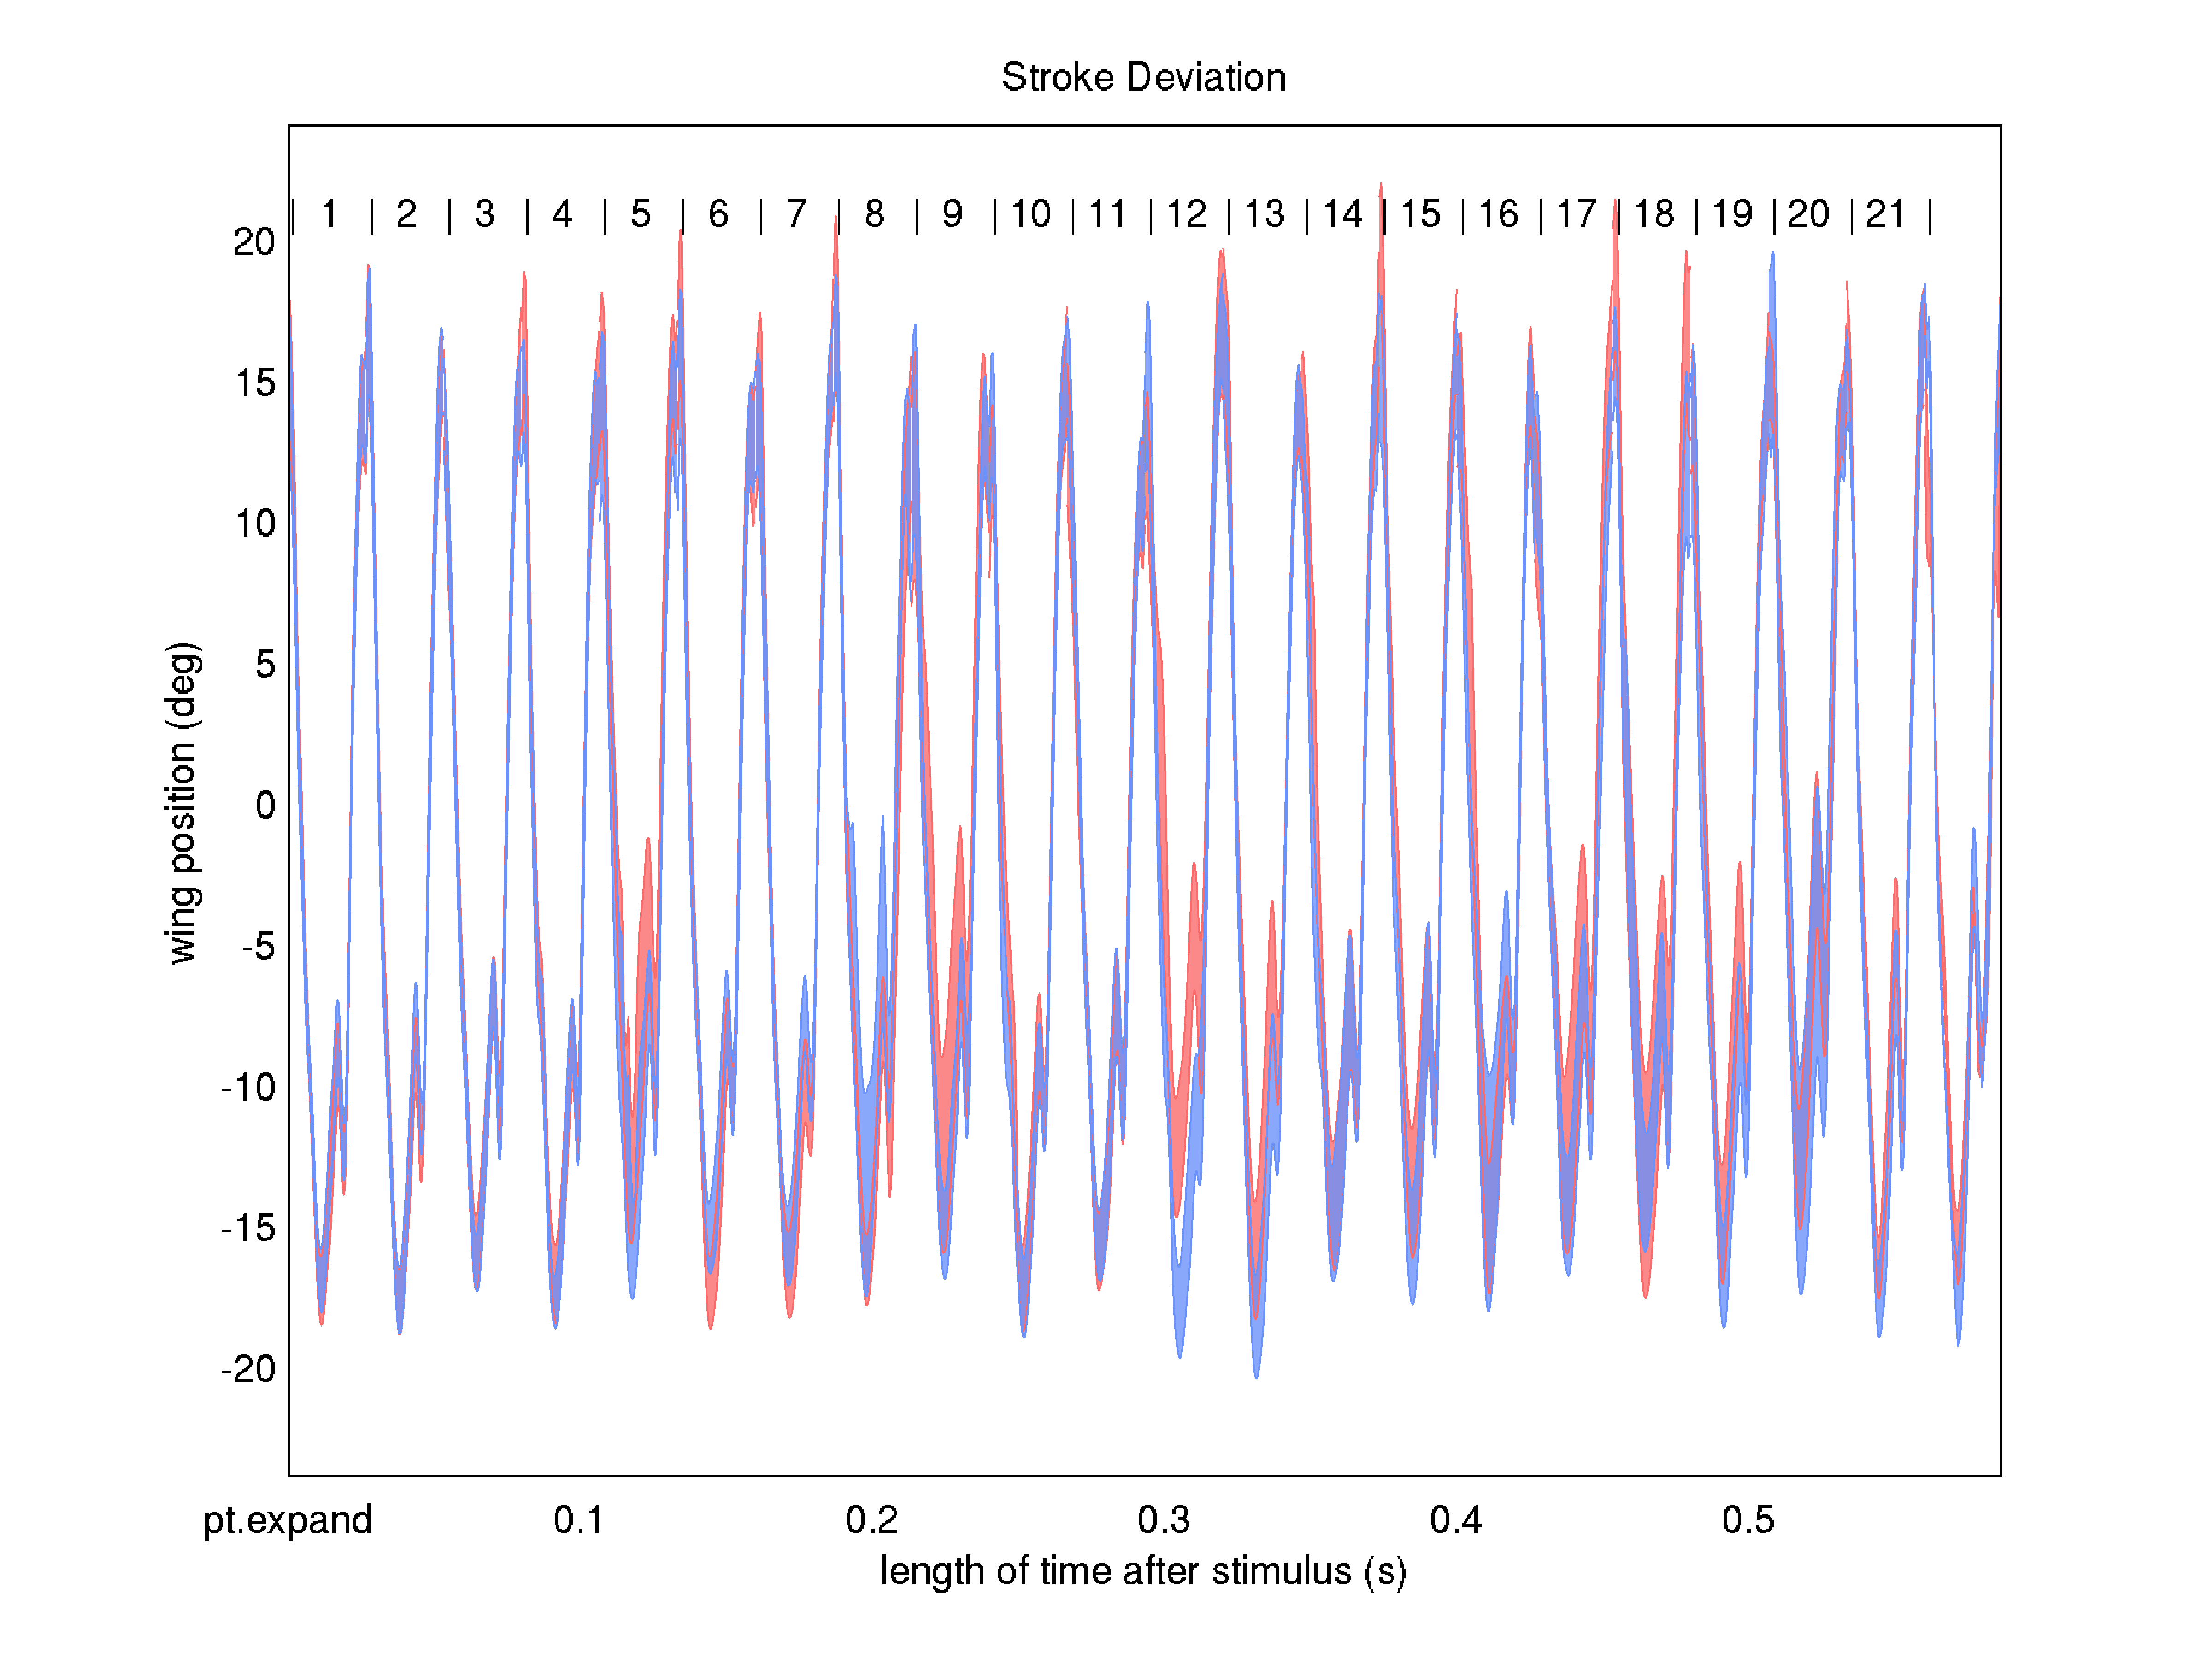 Stroke Deviation
| 1 | 2 | 3 | 4 | 5 | 6 | 7 | 8 | 9 | 10 | 11 | 12 | 13 | 14 | 15 | 16 | 17 | 18 | 19 | 20 | 21 |
20
15
10
5
0
-5
-10
-15
-20
wing position (deg)
pt.expand 0.1 0.2 0.3 0.4 0.5
length of time after stimulus (s)